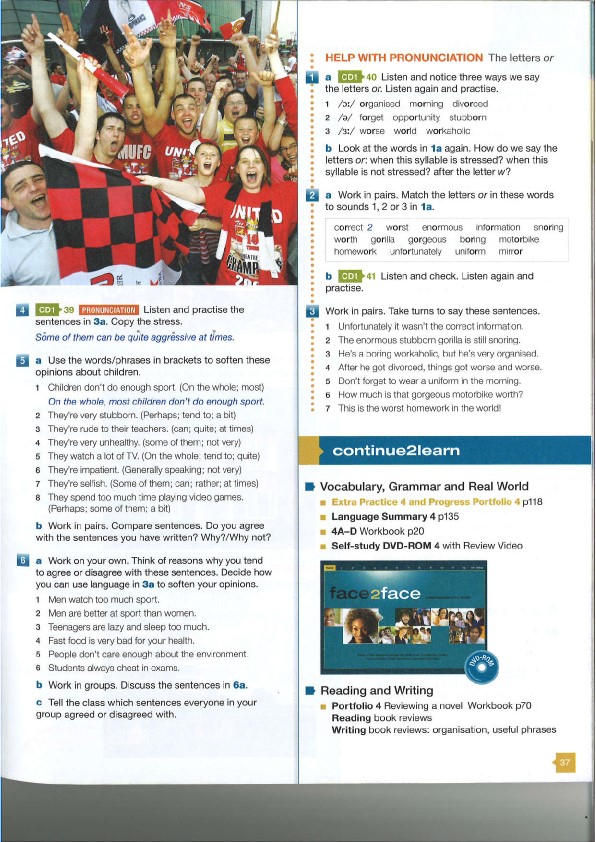 MUFC
UNITED
UNITED
CHAMP
4 CD1 39 PRONUNCIATION Listen and practise the
sentences in 3a. Copy the stress.
Some of them can be quite aggressive at times.
5 a Use the words/phrases in brackets to soften these
opinions about children.
1 Children don't do enough sport. (On the whole; most)
On the whole, most children don't do enough sport.
2 They're very stubborn. (Perhaps; tend to; a bit)
3 They're rude to their teachers. (can; quite; at times)
4 They're very unhealthy. (some of them; not very)
5 They watch a lot of TV. (On the whole; tend to; quite)
6 They're impatient. (Generally speaking; not very)
7 They're selfish. (Some of them; can; rather; at times)
8 They spend too much time playing video games.
(Perhaps; some of them; a bit)
b Work in pairs. Compare sentences. Do you agree
with the sentences you have written? Why?/Why not?
6 a Work on your own. Think of reasons why you tend
to agree or disagree with these sentences. Decide how
you can use language in 3a to soften your opinions.
1 Men watch too much sport.
2 Men are better at sport than women.
3 Teenagers are lazy and sleep too much.
4 Fast food is very bad for your health.
5 People don't care enough about the environment.
6 Students always cheat in exams.
b Work in groups. Discuss the sentences in 6a.
c Tell the class which sentences everyone in your
group agreed or disagreed with.
HELP WITH PRONUNCIATION The letters or
1 a CD1 40 Listen and notice three ways we say
the letters or. Listen again and practise.
1 /ɔː/ organised morning divorced
2 /ə/ forget opportunity stubborn
3 /ɜː/ worse world workaholic
b Look at the words in 1a again. How do we say the
letters or: when this syllable is stressed? when this
syllable is not stressed? after the letter w?
2 a Work in pairs. Match the letters or in these words
to sounds 1, 2 or 3 in 1a.
correct 2 worst enormous information snoring
worth gorilla gorgeous boring motorbike
homework unfortunately uniform mirror
b CD1 41 Listen and check. Listen again and
practise.
3 Work in pairs. Take turns to say these sentences.
1 Unfortunately it wasn't the correct information.
2 The enormous stubborn gorilla is still snoring.
3 He's a boring workaholic, but he's very organised.
4 After he got divorced, things got worse and worse.
5 Don't forget to wear a uniform in the morning.
6 How much is that gorgeous motorbike worth?
7 This is the worst homework in the world!
continue2learn
Vocabulary, Grammar and Real World
Extra Practice 4 and Progress Portfolio 4 p118
Language Summary 4 p135
4A–D Workbook p20
Self-study DVD-ROM 4 with Review Video
face2face
DVD-ROM
Reading and Writing
Portfolio 4 Reviewing a novel Workbook p70
Reading book reviews
Writing book reviews: organisation, useful phrases
37